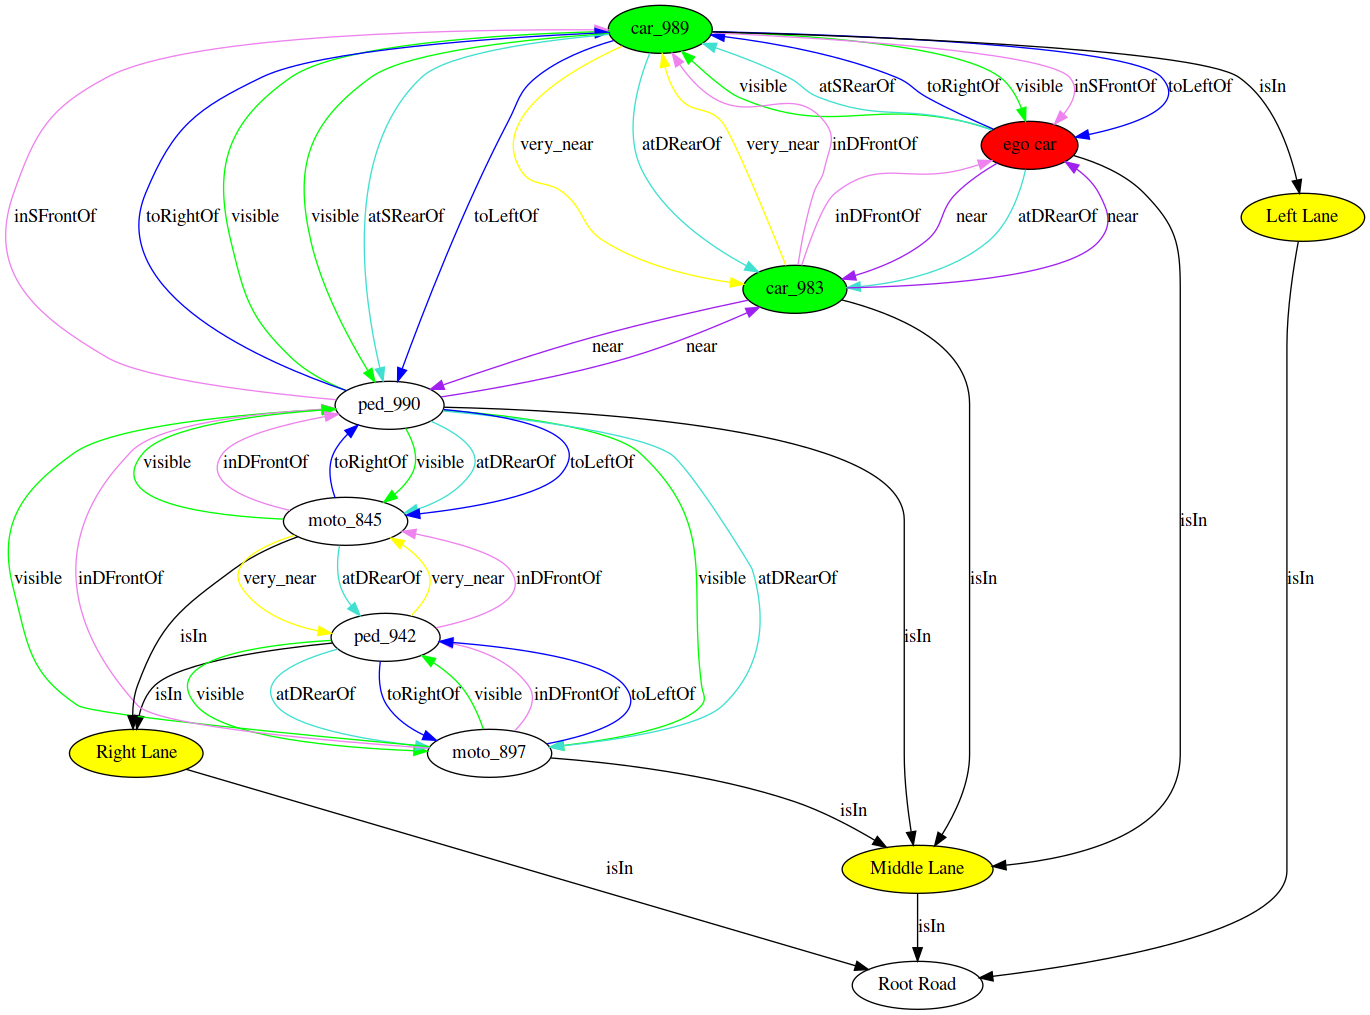 car_989
visible atSRearOf toRightOf visible inSFrontOf toLeftOf isIn
very_near atDRearOf very_near inDFrontOf ego car
inSFrontOf toRightOf visible visible atSRearOf toLeftOf inDFrontOf near atDRearOf near Left Lane
car_983
near near
ped_990
visible inDFrontOf toRightOf visible atDRearOf toLeftOf
moto_845 isIn
visible inDFrontOf very_near atDRearOf very_near inDFrontOf visible atDRearOf isIn isIn
isIn ped_942 isIn
isIn visible atDRearOf toRightOf visible inDFrontOf toLeftOf
Right Lane moto_897
isIn
isIn Middle Lane
isIn
Root Road